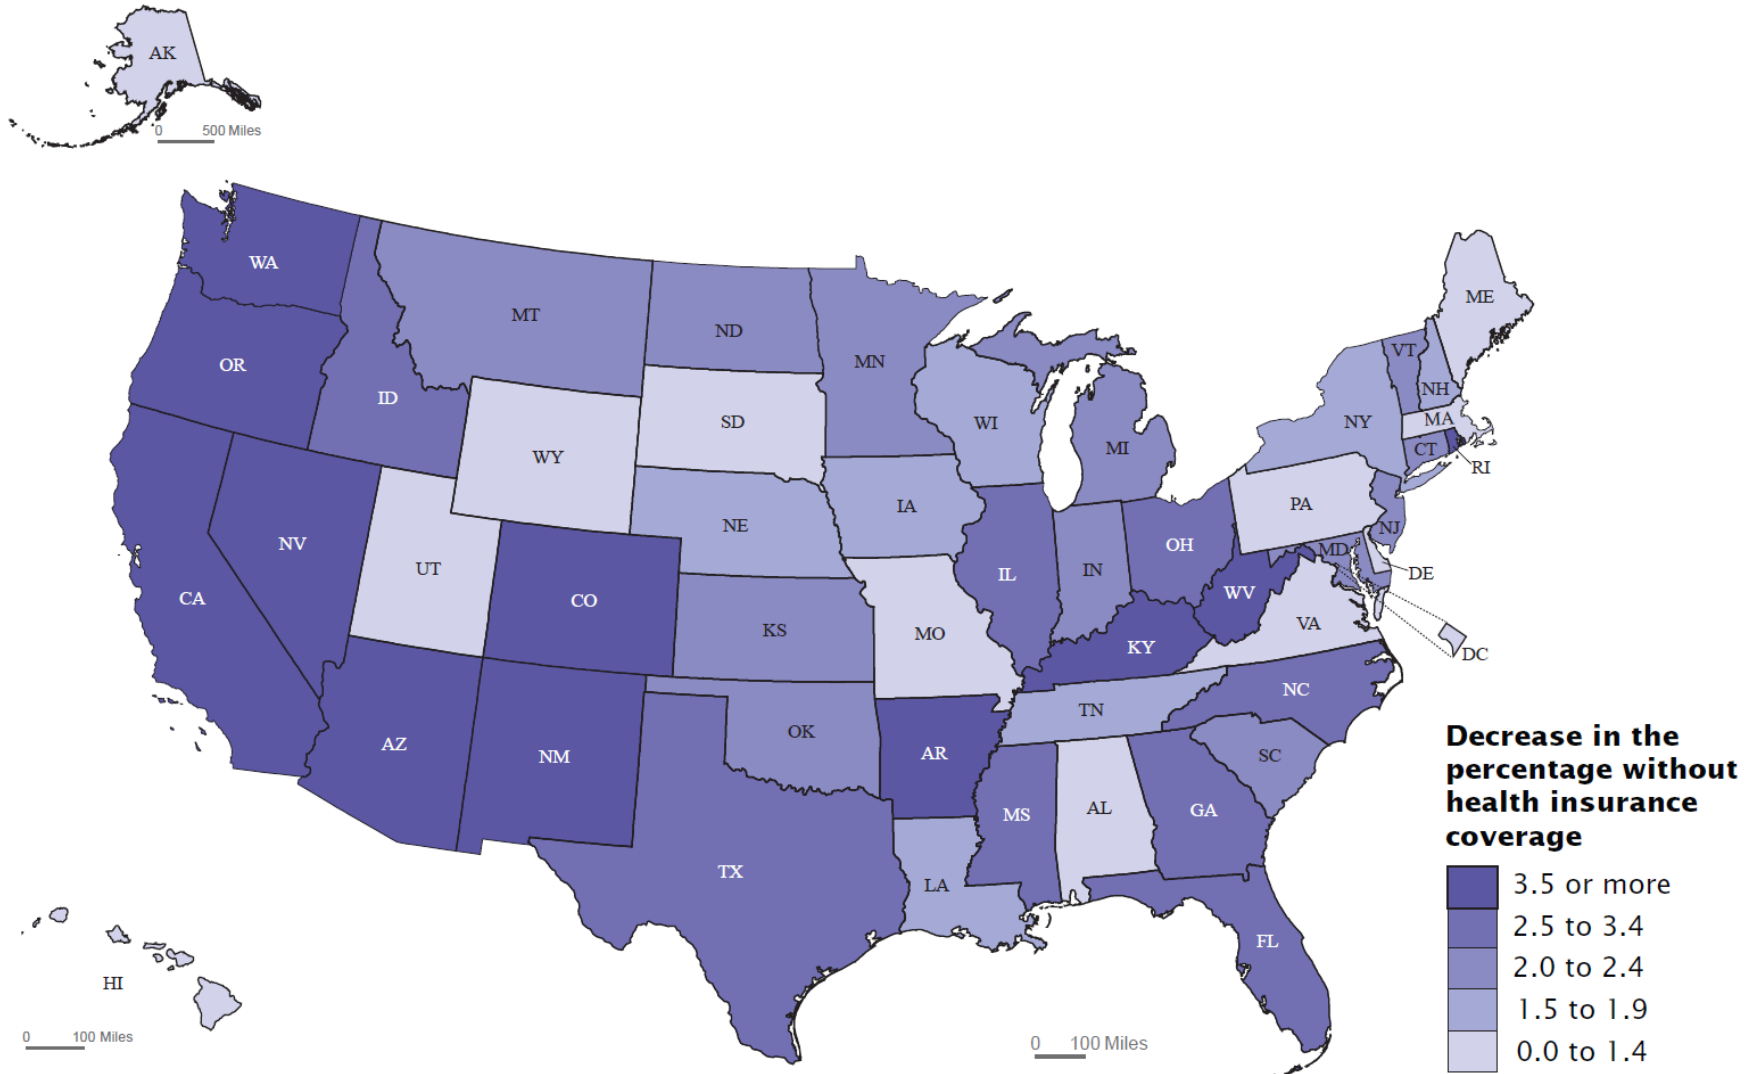 AK
0 500 Miles
WA
ME
MT
ND
VT
OR
MN
NH
ID
SD
WI
NY
MA
MI
CT
WY
RI
IA
PA
NE
NJ
NV
OH
MD
UT
IL
IN
DE
CA
CO
WV
KS
MO
VA
KY
DC
NC
TN
OK
AZ
NM
AR
SC
Decrease in the
percentage without
health insurance
coverage
MS
AL
GA
TX
LA
3.5 or more
2.5 to 3.4
FL
2.0 to 2.4
HI
1.5 to 1.9
0 100 Miles
0 100 Miles
0.0 to 1.4